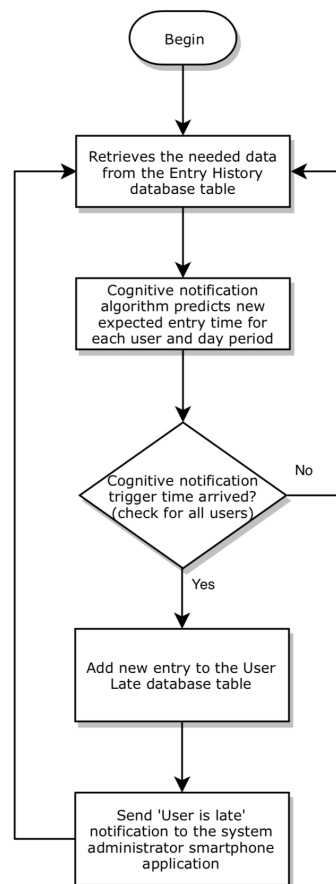 Begin
Retrieves the needed data
from the Entry History
database table
Cognitive notification
algorithm predicts new
expected entry time for
each user and day period
Cognitive notification
trigger time arrived?
(check for all users)
No
Yes
Add new entry to the User
Late database table
Send 'User is late'
notification to the system
administrator smartphone
application